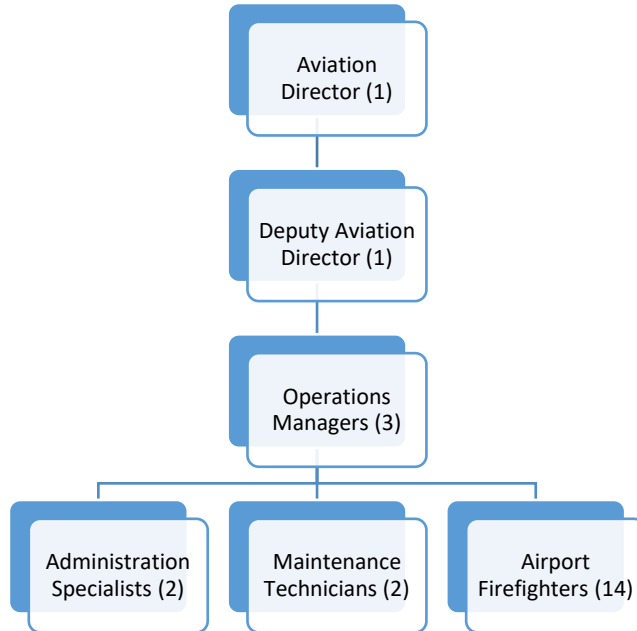 Aviation
Director (1)
Deputy Aviation
Director (1)
Operations
Managers (3)
Administration
Specialists (2)
Maintenance
Technicians (2)
Airport
Firefighters (14)